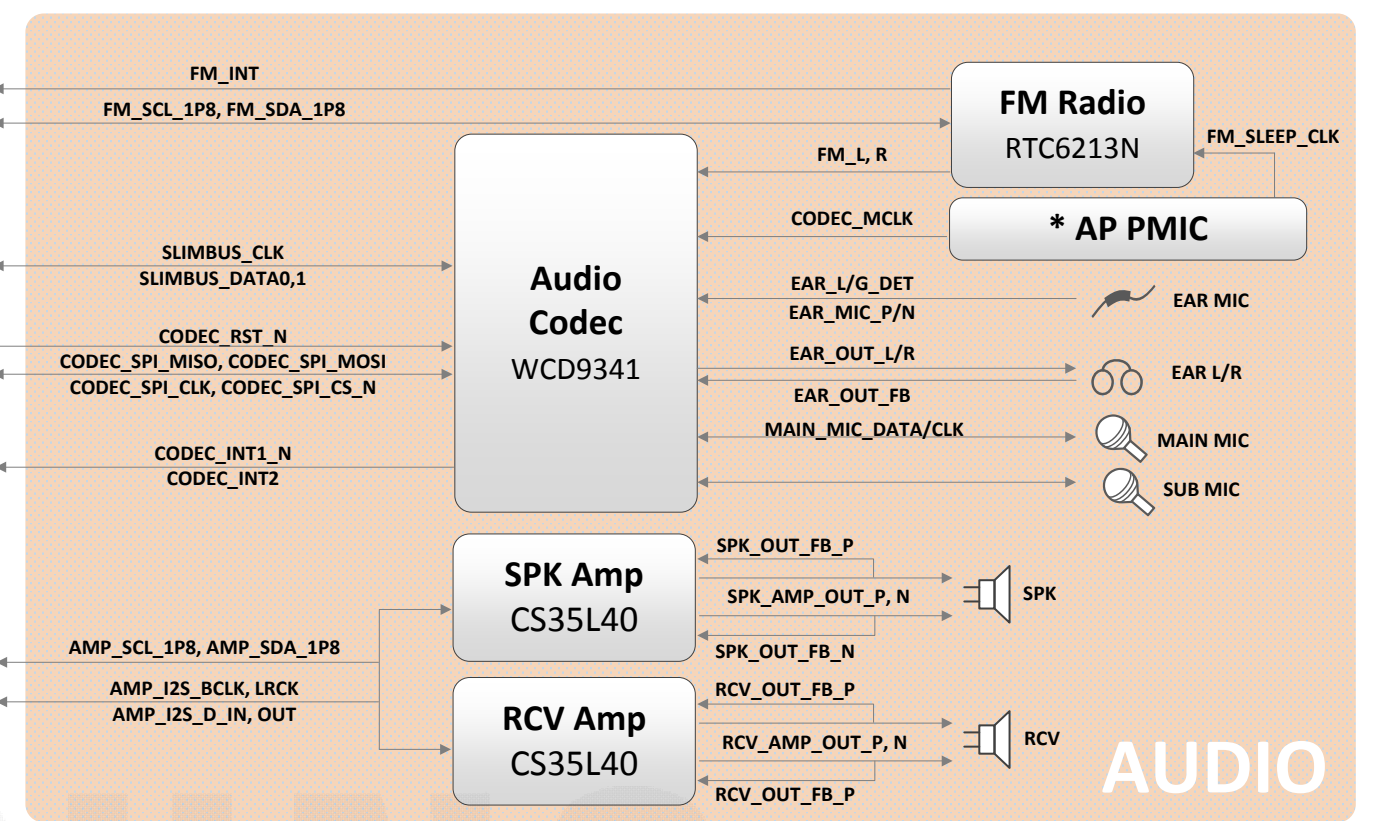 FM_INT
FM_SCL_1P8, FM_SDA_1P8
FM Radio
RTC6213N
FM_SLEEP_CLK
FM_L, R
CODEC_MCLK
* AP PMIC
SLIMBUS_CLK
SLIMBUS_DATA0,1
CODEC_RST_N
CODEC_SPI_MISO, CODEC_SPI_MOSI
CODEC_SPI_CLK, CODEC_SPI_CS_N
CODEC_INT1_N
CODEC_INT2
Audio
Codec
WCD9341
EAR_L/G_DET
EAR_MIC_P/N
EAR MIC
EAR_OUT_L/R
EAR_OUT_FB
EAR L/R
MAIN_MIC_DATA/CLK
MAIN MIC
SUB MIC
SPK Amp
CS35L40
SPK_OUT_FB_P
SPK_AMP_OUT_P, N
SPK_OUT_FB_N
SPK
AMP_SCL_1P8, AMP_SDA_1P8
AMP_I2S_BCLK, LRCK
AMP_I2S_D_IN, OUT
RCV Amp
CS35L40
RCV_OUT_FB_P
RCV_AMP_OUT_P, N
RCV_OUT_FB_P
RCV
AUDIO